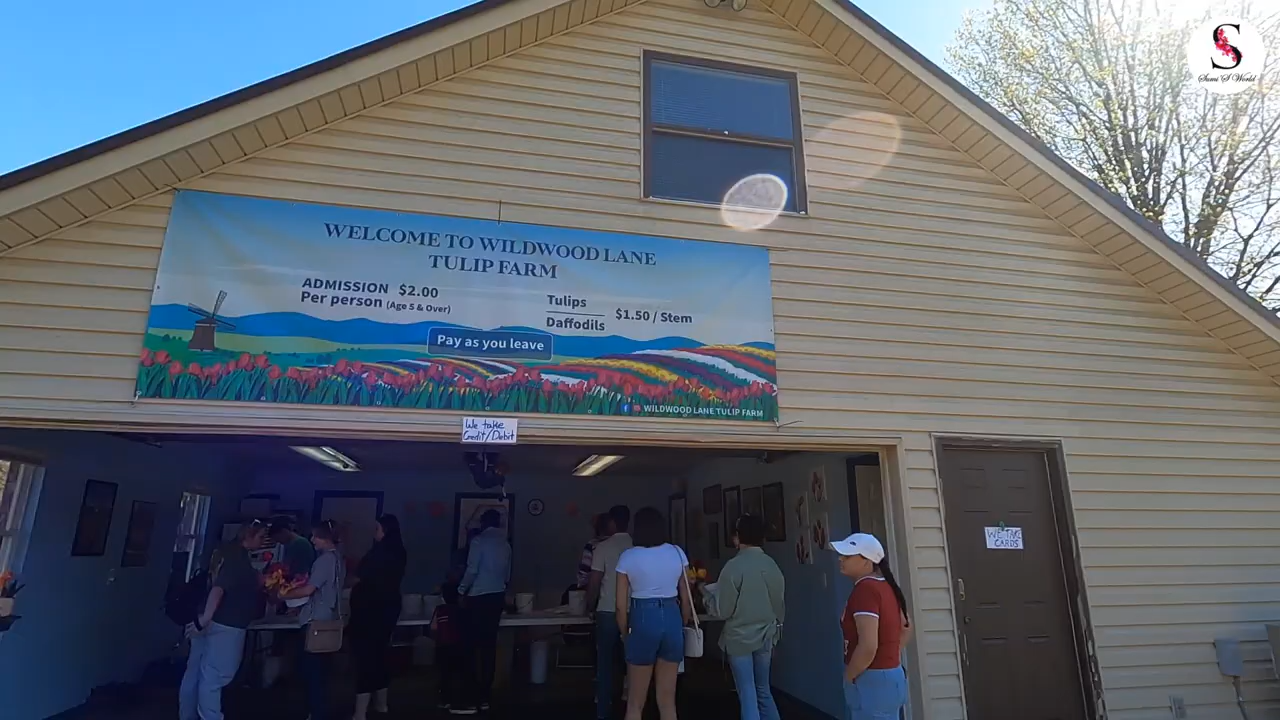 S
Sumi S World
WELCOME TO WILDWOOD LANE
TULIP FARM
ADMISSION $2.00
Per person (Age 5 & Over)
Tulips
Daffodils
$1.50 / Stem
Pay as you leave
WILDWOOD LANE TULIP FARM
We take
Credit/Debit
WE TAKE
CARDS